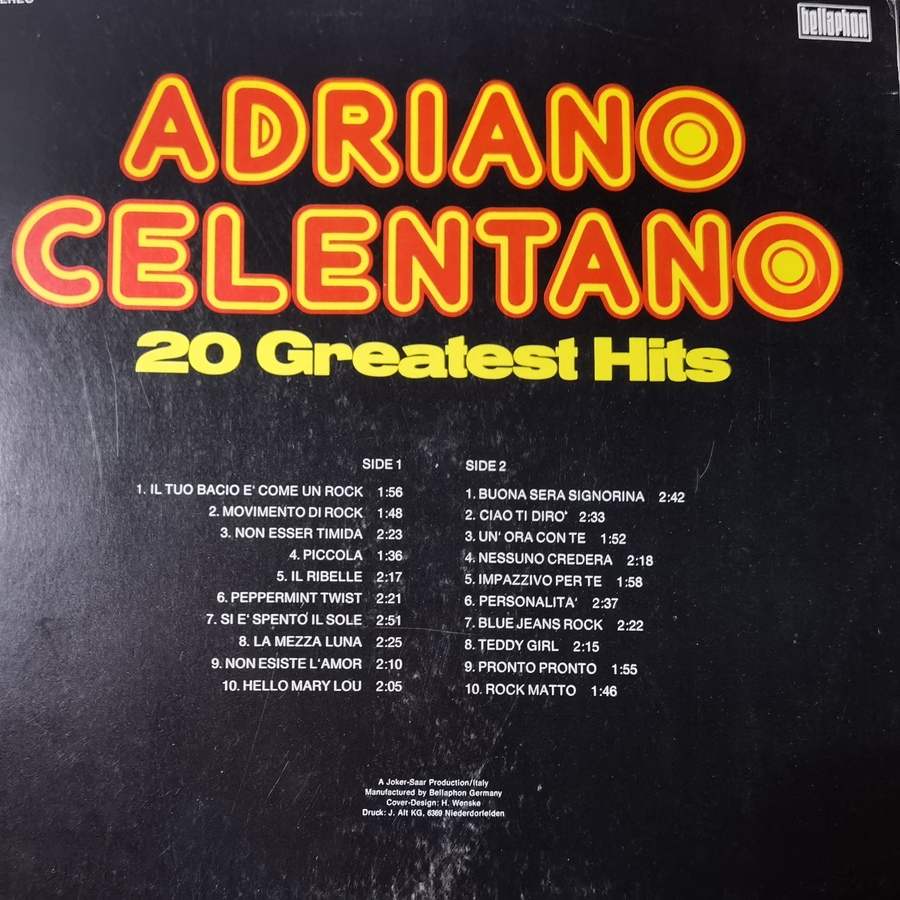 bellaphon
ADRIANO
CELENTANO
20 Greatest Hits
SIDE 1
1. IL TUO BACIO E' COME UN ROCK 1:56
2. MOVIMENTO DI ROCK 1:48
3. NON ESSER TIMIDA 2:23
4. PICCOLA 1:36
5. IL RIBELLE 2:17
6. PEPPERMINT TWIST 2:21
7. SI E' SPENTO IL SOLE 2:51
8. LA MEZZA LUNA 2:25
9. NON ESISTE L'AMOR 2:10
10. HELLO MARY LOU 2:05
SIDE 2
1. BUONA SERA SIGNORINA 2:42
2. CIAO TI DIRO' 2:33
3. UN' ORA CON TE 1:52
4. NESSUNO CREDERA 2:18
5. IMPAZZIVO PER TE 1:58
6. PERSONALITA' 2:37
7. BLUE JEANS ROCK 2:22
8. TEDDY GIRL 2:15
9. PRONTO PRONTO 1:55
10. ROCK MATTO 1:46
A Joker-Saar Production/Italy
Manufactured by Bellaphon Germany
Cover-Design: H. Wenske
Druck: J. Alt KG, 6369 Niederdorfelden